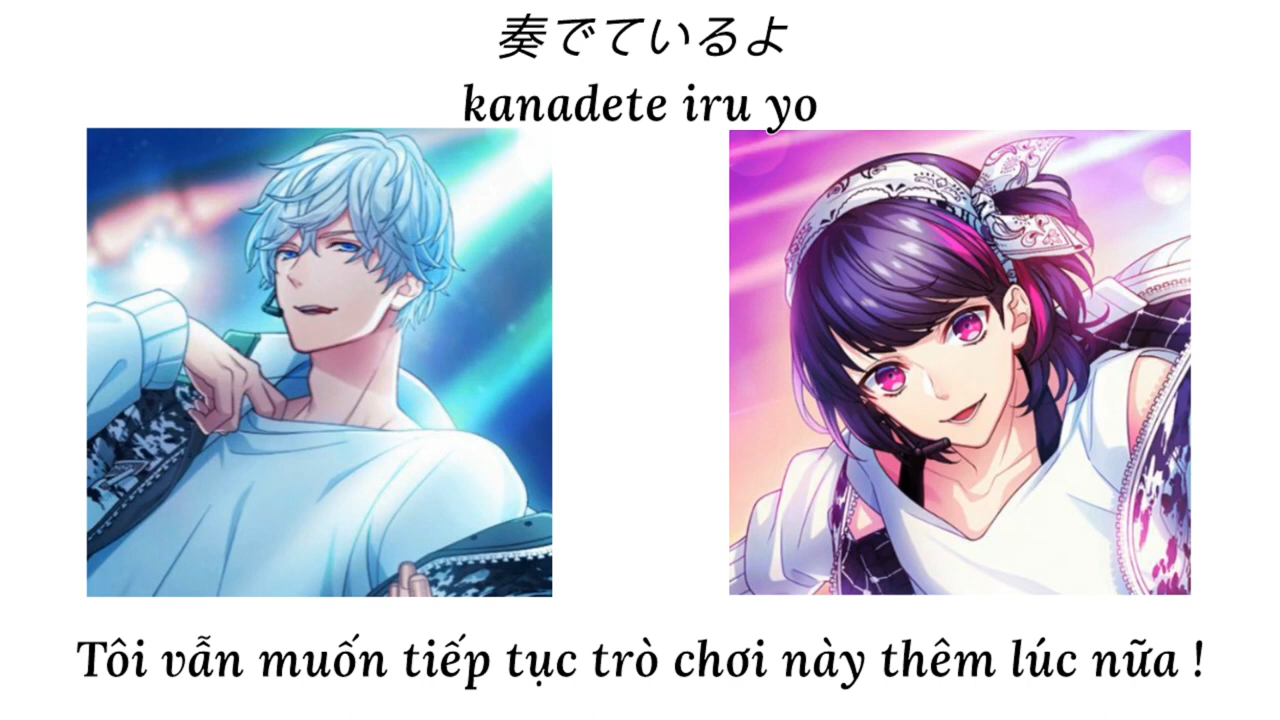 奏でているよ
kanadete iru yo
Tôi vẫn muốn tiếp tục trò chơi này thêm lúc nữa !